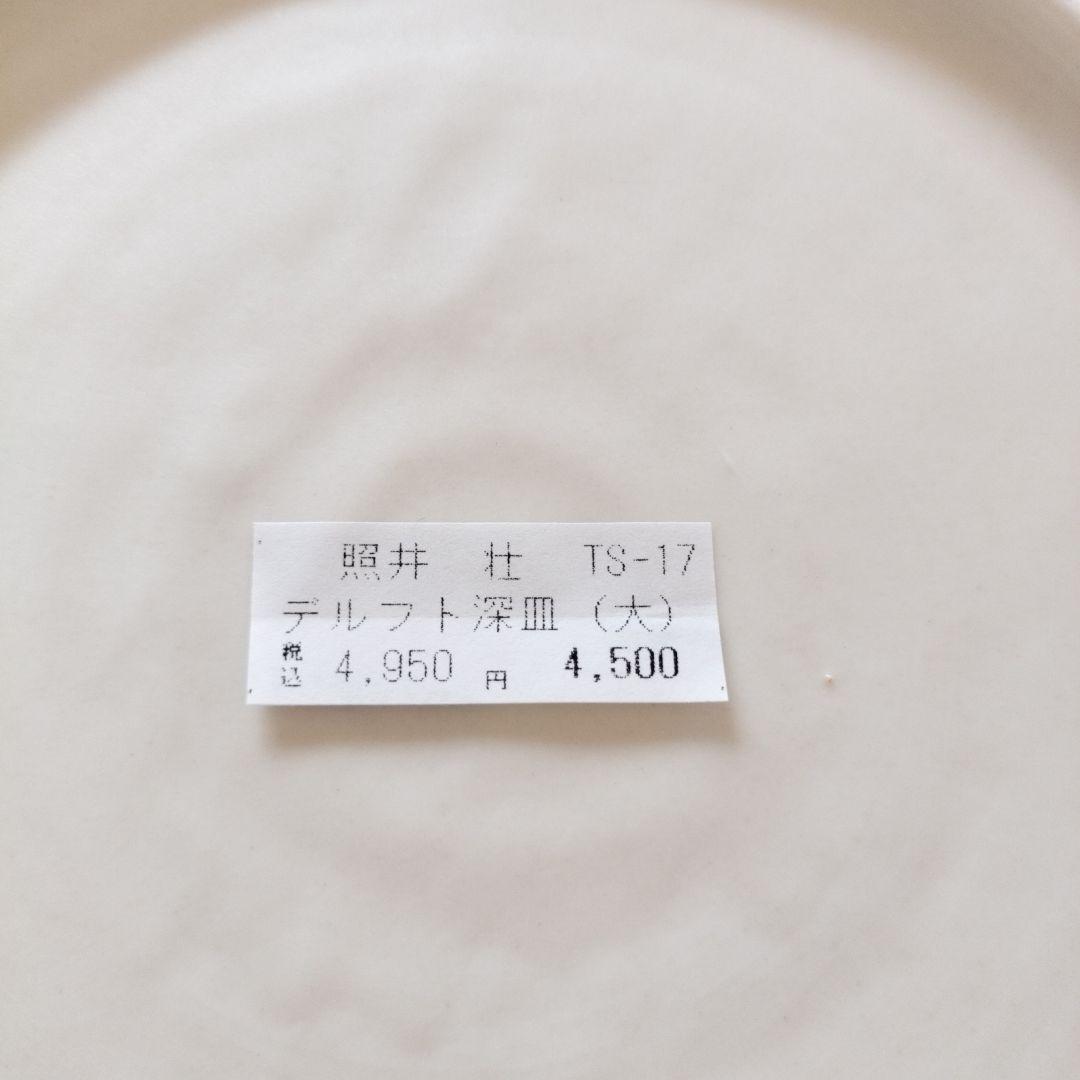 照井 壮 TS-17
デルフト深皿（大）
税込 4,950 円 4,500